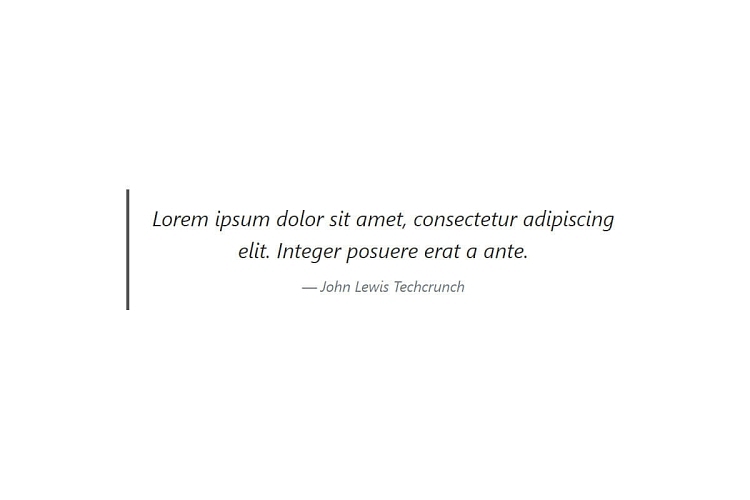 Lorem ipsum dolor sit amet, consectetur adipiscing
elit. Integer posuere erat a ante.
— John Lewis Techcrunch